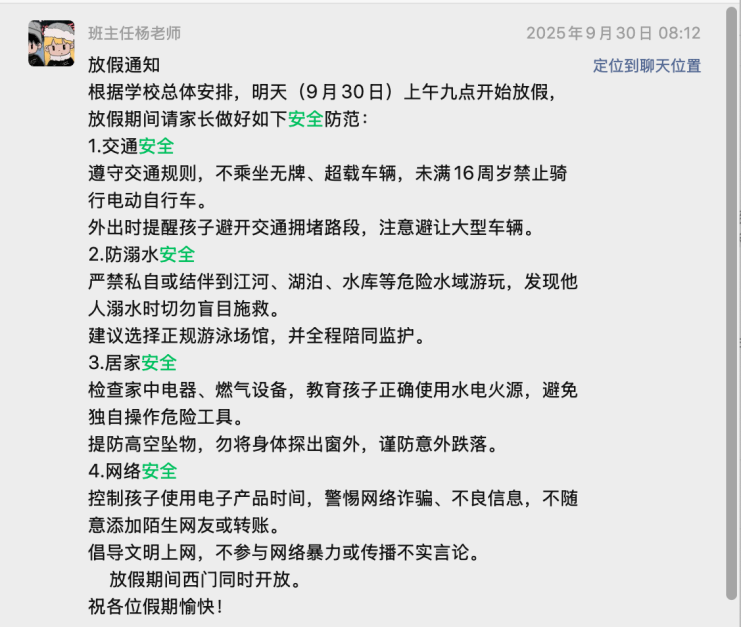 班主任杨老师
2025年9月30日 08:12
放假通知
定位到聊天位置
根据学校总体安排，明天（9月30日）上午九点开始放假，
放假期间请家长做好如下安全防范：
1.交通安全
遵守交通规则，不乘坐无牌、超载车辆，未满16周岁禁止骑
行电动自行车。
外出时提醒孩子避开交通拥堵路段，注意避让大型车辆。
2.防溺水安全
严禁私自或结伴到江河、湖泊、水库等危险水域游玩，发现他
人溺水时切勿盲目施救。
建议选择正规游泳场馆，并全程陪同监护。
3.居家安全
检查家中电器、燃气设备，教育孩子正确使用水电火源，避免
独自操作危险工具。
提防高空坠物，勿将身体探出窗外，谨防意外跌落。
4.网络安全
控制孩子使用电子产品时间，警惕网络诈骗、不良信息，不随
意添加陌生网友或转账。
倡导文明上网，不参与网络暴力或传播不实言论。
放假期间西门同时开放。
祝各位假期愉快！